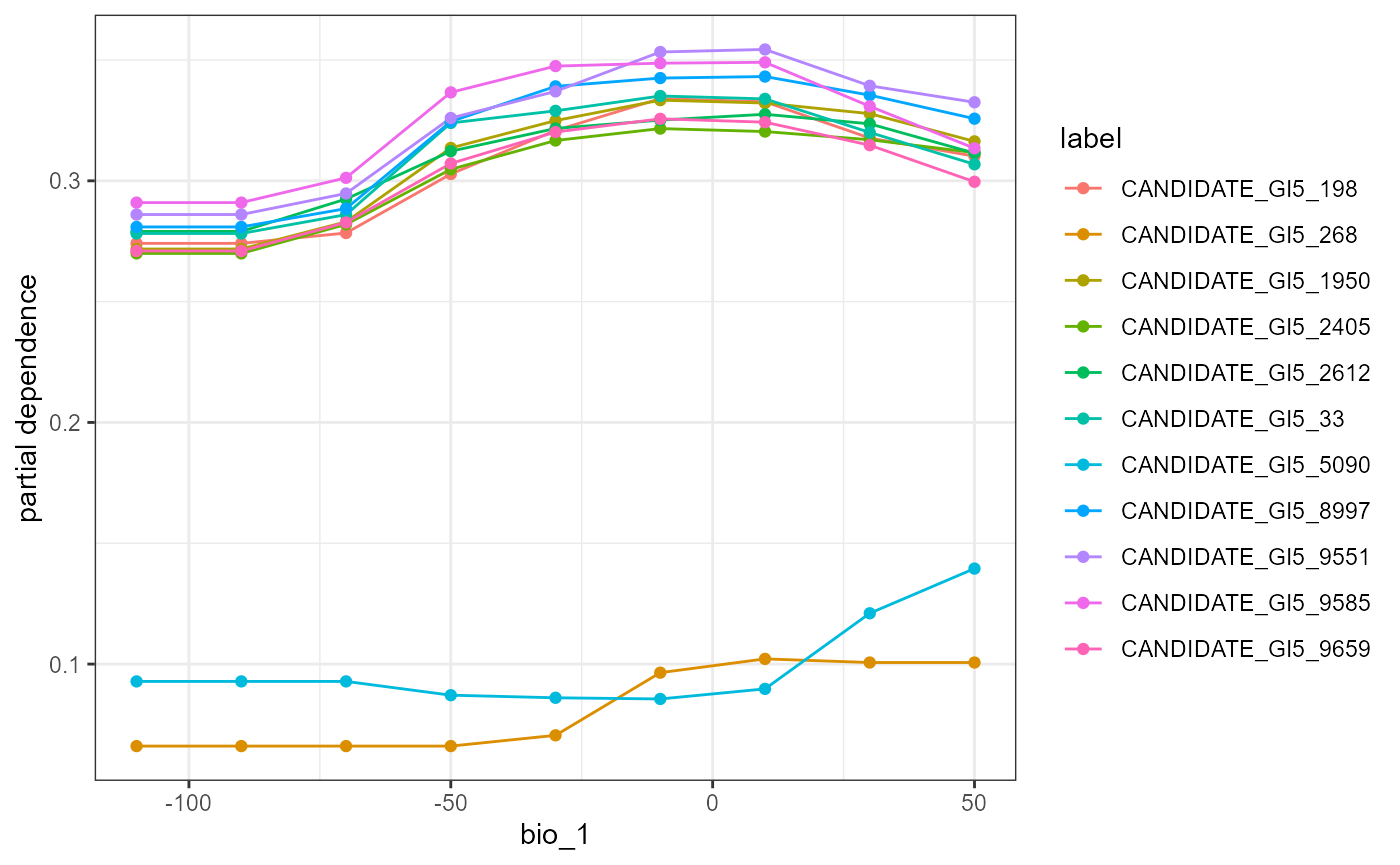 partial dependence
0.3
0.2
0.1
-100
-50
0
50
bio_1
label
CANDIDATE_GI5_198
CANDIDATE_GI5_268
CANDIDATE_GI5_1950
CANDIDATE_GI5_2405
CANDIDATE_GI5_2612
CANDIDATE_GI5_33
CANDIDATE_GI5_5090
CANDIDATE_GI5_8997
CANDIDATE_GI5_9551
CANDIDATE_GI5_9585
CANDIDATE_GI5_9659